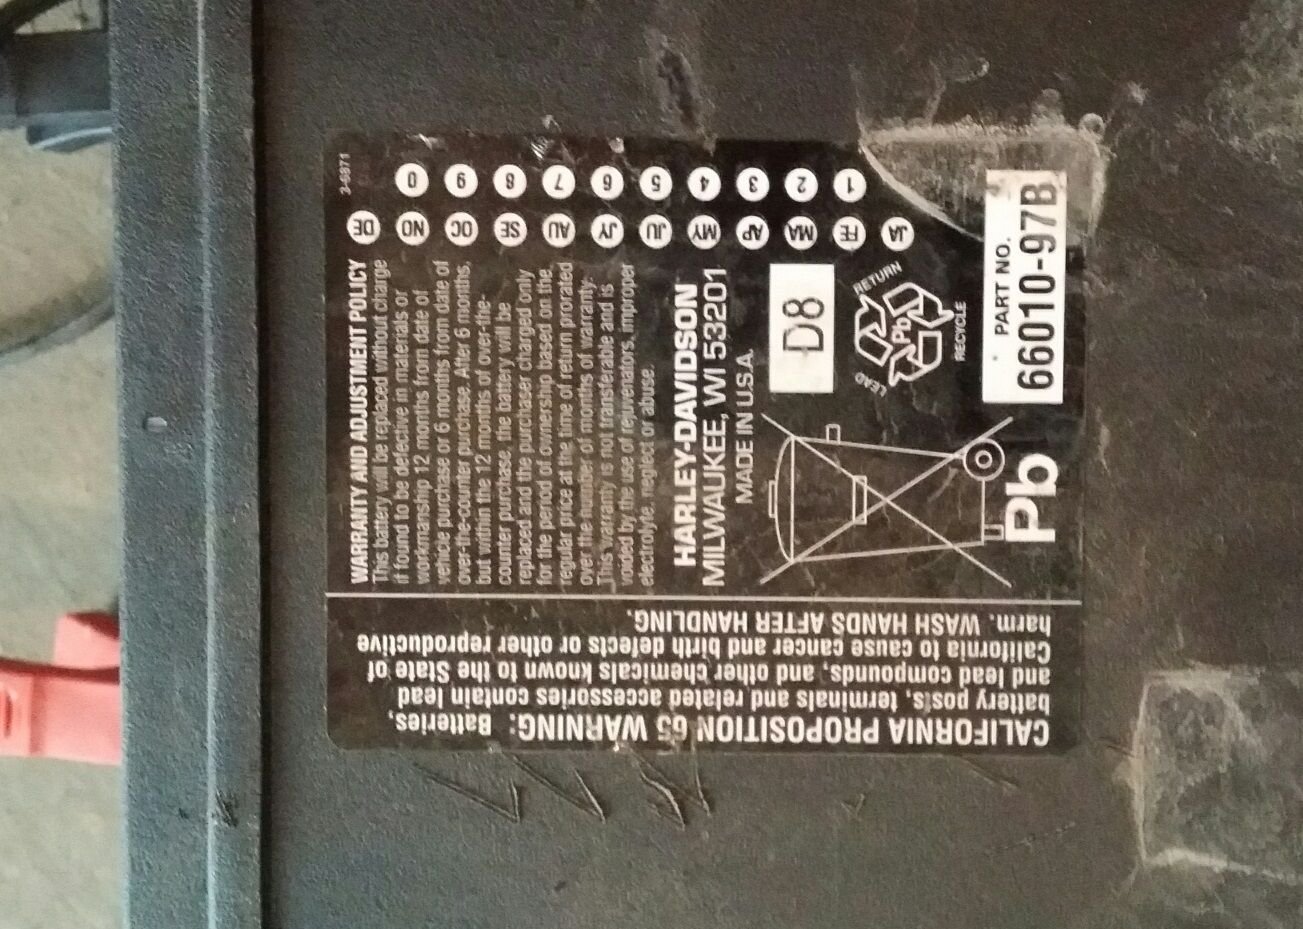 WARRANTY AND ADJUSTMENT POLICY
This battery will be replaced without charge
if found to be defective in materials or
workmanship 12 months from date of
vehicle purchase or 6 months from date of
over-the-counter purchase. After 6 months,
but within the 12 months of over-the-
counter purchase, the battery will be
replaced and the purchaser charged only
for the period of ownership based on the
regular price at the time of return prorated
over the number of months of warranty.
This warranty is not transferable and is
voided by the use of rejuvenators, improper
electrolyte, neglect or abuse.
HARLEY-DAVIDSON
MILWAUKEE, WI 53201
MADE IN U.S.A.
D8
RETURN
LEAD
Pb
RECYCLE
PART NO.
66010-97B
Pb
3-6871
0 9 8 7 6 5 4 3 2 1
DE NO OC SE AU JY JU MY AP MA FE JA
CALIFORNIA PROPOSITION 65 WARNING: Batteries,
battery posts, terminals and related accessories contain lead
and lead compounds, and other chemicals known to the State of
California to cause cancer and birth defects or other reproductive
harm. WASH HANDS AFTER HANDLING.